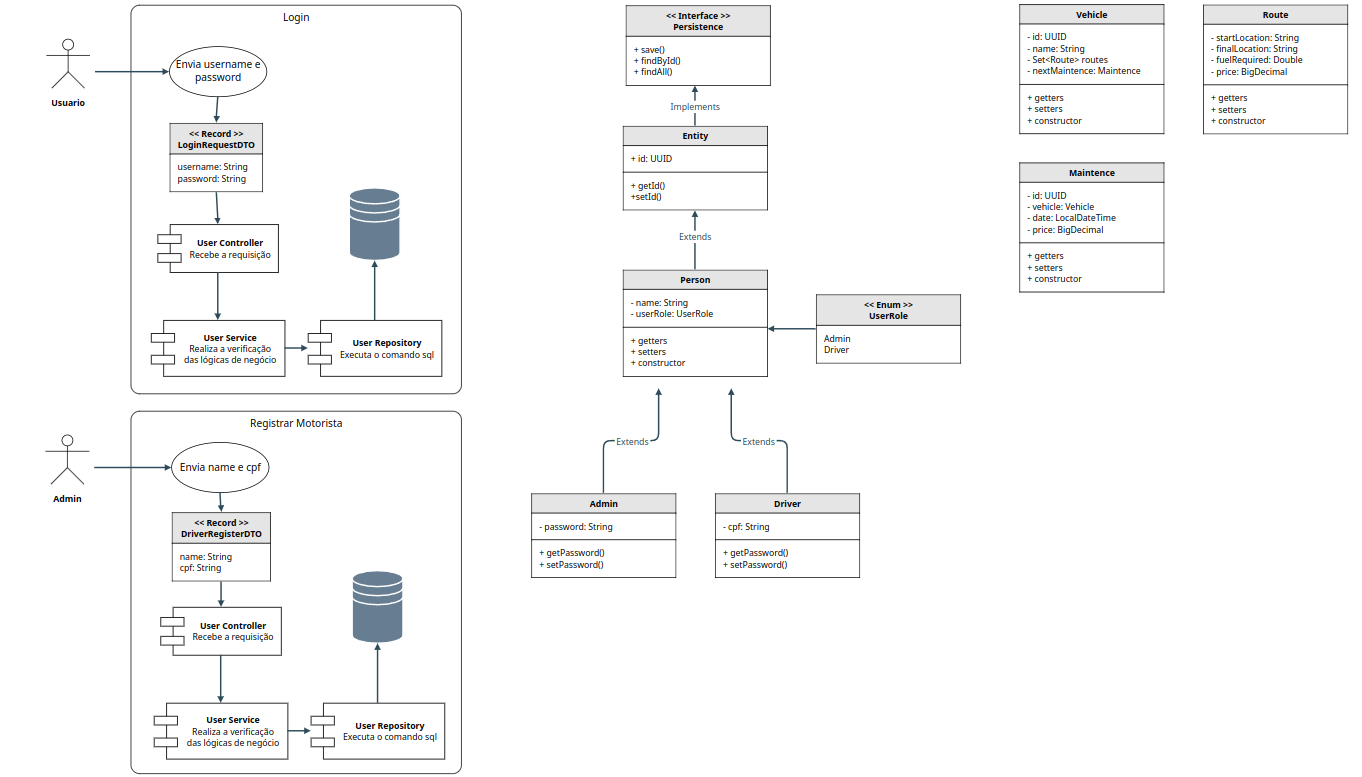 Login
Usuario
Envia username e
password
<< Record >>
LoginRequestDTO
username: String
password: String
User Controller
Recebe a requisição
User Service
Realiza a verificação
das lógicas de negócio
User Repository
Executa o comando sql
Registrar Motorista
Admin
Envia name e cpf
<< Record >>
DriverRegisterDTO
name: String
cpf: String
User Controller
Recebe a requisição
User Service
Realiza a verificação
das lógicas de negócio
User Repository
Executa o comando sql
<< Interface >>
Persistence
+ save()
+ findById()
+ findAll()
Implements
Entity
+ id: UUID
+ getId()
+setId()
Extends
Person
- name: String
- userRole: UserRole
+ getters
+ setters
+ constructor
<< Enum >>
UserRole
Admin
Driver
Extends
Extends
Admin
- password: String
+ getPassword()
+ setPassword()
Driver
- cpf: String
+ getPassword()
+ setPassword()
Vehicle
- id: UUID
- name: String
- Set<Route> routes
- nextMaintence: Maintence
+ getters
+ setters
+ constructor
Route
- startLocation: String
- finalLocation: String
- fuelRequired: Double
- price: BigDecimal
+ getters
+ setters
+ constructor
Maintence
- id: UUID
- vehicle: Vehicle
- date: LocalDateTime
- price: BigDecimal
+ getters
+ setters
+ constructor